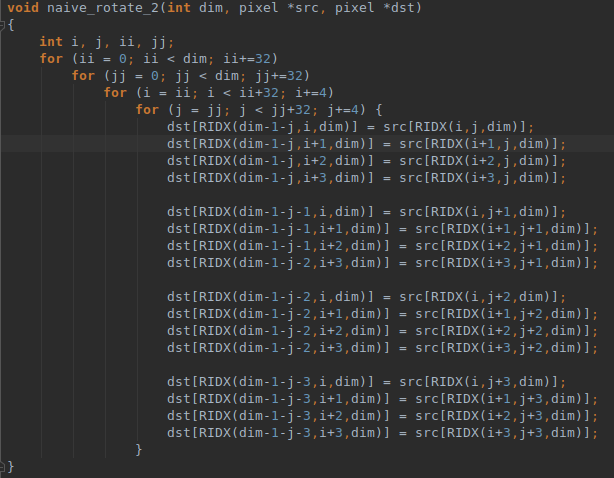 void naive_rotate_2(int dim, pixel *src, pixel *dst)
{
    int i, j, ii, jj;
    for (ii = 0; ii < dim; ii+=32)
        for (jj = 0; jj < dim; jj+=32)
            for (i = ii; i < ii+32; i+=4)
                for (j = jj; j < jj+32; j+=4) {
                    dst[RIDX(dim-1-j,i,dim)] = src[RIDX(i,j,dim)];
                    dst[RIDX(dim-1-j,i+1,dim)] = src[RIDX(i+1,j,dim)];
                    dst[RIDX(dim-1-j,i+2,dim)] = src[RIDX(i+2,j,dim)];
                    dst[RIDX(dim-1-j,i+3,dim)] = src[RIDX(i+3,j,dim)];

                    dst[RIDX(dim-1-j-1,i,dim)] = src[RIDX(i,j+1,dim)];
                    dst[RIDX(dim-1-j-1,i+1,dim)] = src[RIDX(i+1,j+1,dim)];
                    dst[RIDX(dim-1-j-1,i+2,dim)] = src[RIDX(i+2,j+1,dim)];
                    dst[RIDX(dim-1-j-2,i+3,dim)] = src[RIDX(i+3,j+1,dim)];

                    dst[RIDX(dim-1-j-2,i,dim)] = src[RIDX(i,j+2,dim)];
                    dst[RIDX(dim-1-j-2,i+1,dim)] = src[RIDX(i+1,j+2,dim)];
                    dst[RIDX(dim-1-j-2,i+2,dim)] = src[RIDX(i+2,j+2,dim)];
                    dst[RIDX(dim-1-j-2,i+3,dim)] = src[RIDX(i+3,j+2,dim)];

                    dst[RIDX(dim-1-j-3,i,dim)] = src[RIDX(i,j+3,dim)];
                    dst[RIDX(dim-1-j-3,i+1,dim)] = src[RIDX(i+1,j+3,dim)];
                    dst[RIDX(dim-1-j-3,i+2,dim)] = src[RIDX(i+2,j+3,dim)];
                    dst[RIDX(dim-1-j-3,i+3,dim)] = src[RIDX(i+3,j+3,dim)];
                }
}